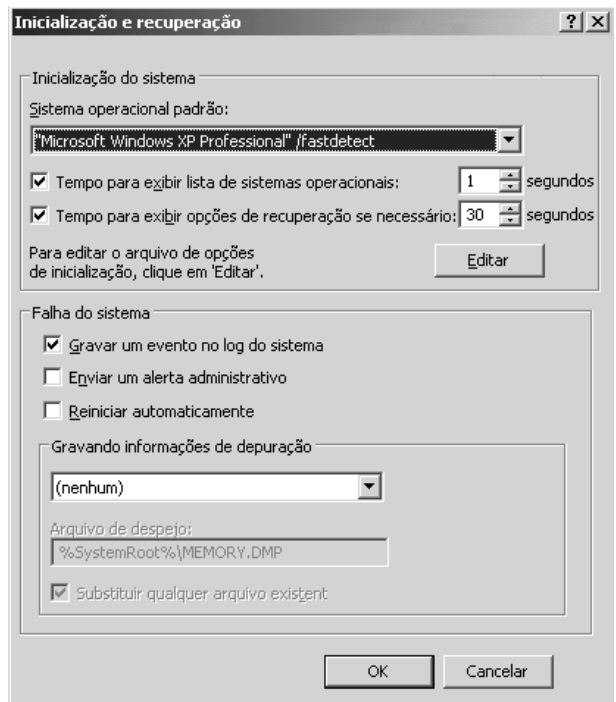 Inicialização e recuperação
Inicialização do sistema
Sistema operacional padrão:
"Microsoft Windows XP Professional" /fastdetect
Tempo para exibir lista de sistemas operacionais: 1 segundos
Tempo para exibir opções de recuperação se necessário: 30 segundos
Para editar o arquivo de opções
de inicialização, clique em 'Editar'.
Editar
Falha do sistema
Gravar um evento no log do sistema
Enviar um alerta administrativo
Reiniciar automaticamente
Gravando informações de depuração
(nenhum)
Arquivo de despejo:
%SystemRoot%\MEMORY.DMP
Substituir qualquer arquivo existent
OK Cancelar